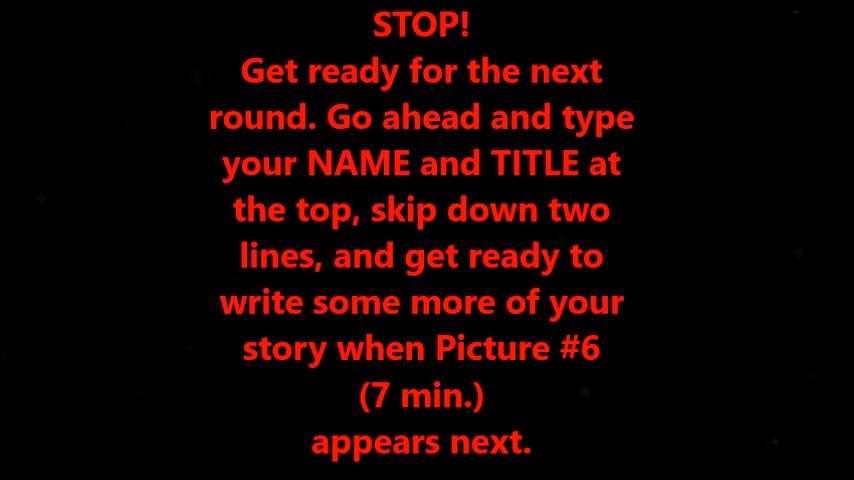 STOP!
Get ready for the next
round. Go ahead and type
your NAME and TITLE at
the top, skip down two
lines, and get ready to
write some more of your
story when Picture #6
(7 min.)
appears next.